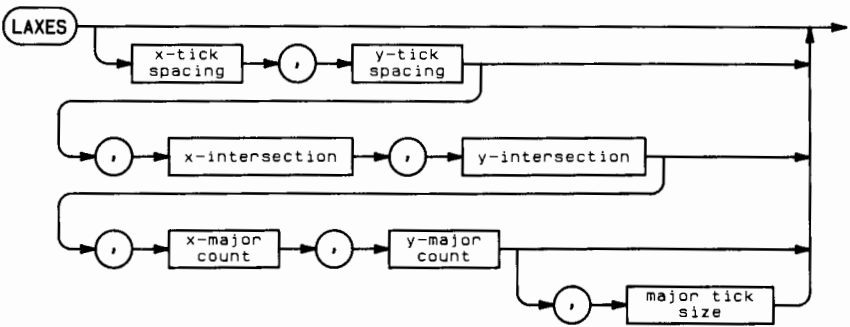 LAXES
x-tick spacing , y-tick spacing
, x-intersection , y-intersection
, x-major count , y-major count
, major tick size